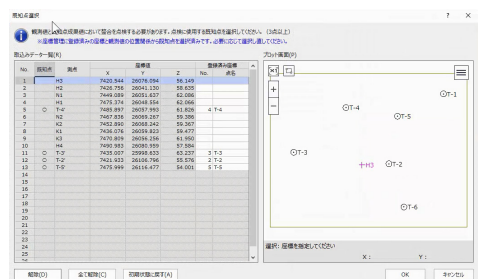 既知点選択
観測値と既知点成果値において整合を点検する必要があります。点検に使用する既知点を選択してください。（3点以上）
※座標管理に登録済みの座標と観測値の位置関係から既知点を選択済みです。必要に応じて選択し直してください。
取込みデータ一覧(R)
プロット画面(P)
No. 既知点 測点 座標値 登録済み座標
X Y Z No. 点名
1 H3 7420.544 26076.094 56.149
2 H2 7426.756 26041.130 58.635
3 N1 7449.089 26051.637 62.086
4 H1 7475.374 26048.554 62.066
5 ○ T-4' 7485.897 26057.993 61.826 4 T-4
6 N2 7467.836 26069.267 59.386
7 K2 7452.890 26068.242 59.367
8 K1 7436.076 26059.823 59.477
9 K3 7470.809 26056.256 61.950
10 H4 7490.983 26080.959 57.584
11 ○ T-3' 7435.007 25998.633 63.237 3 T-3
12 ○ T-2' 7421.933 26106.796 55.576 2 T-2
13 ○ T-5' 7475.999 26116.477 54.001 5 T-5
14
15
16
17
18
19
20
21
22
23
24
25
T-1
T-4
T-5
T-3
H3
T-2
T-6
選択：座標を指定してください
X： Y：
解除(D)
全て解除(C)
初期状態に戻す(A)
OK
キャンセル